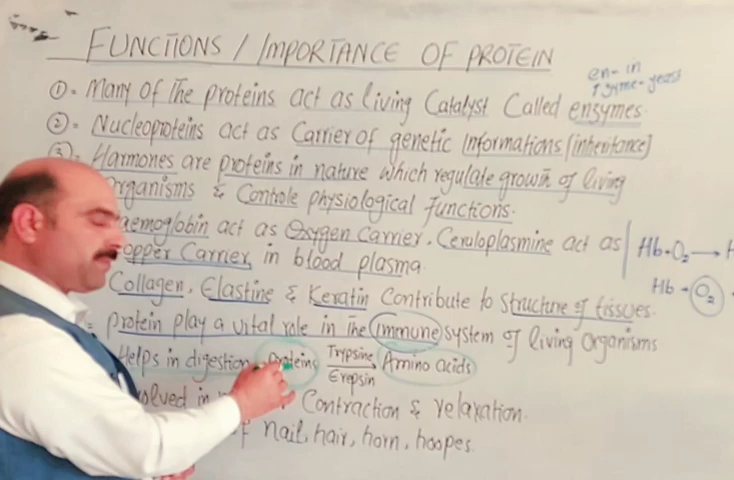 FUNCTIONS / IMPORTANCE OF PROTEIN
en- in
zyme- yeast
①= Many of the proteins act as living Catalyst Called enzymes.
②= Nucleoproteins act as Carrier of genetic Informations (inheritance)
③= Harmones are proteins in nature which regulate growth of living
Organisms & Controle physiological functions.
aemoglobin act as Oxygen Carrier. Ceruloplasmine act as
opper Carrier, in blood plasma.
Hb+O₂ → H
Hb + O₂
Collagen, Elastine & Keratin Contribute to Structure of tissues.
= protein play a vital role in the Immune system of living Organisms
Helps in digestion. Proteins Trypsine Erepsin → Amino acids
olved in Contraction & relaxation.
of nail, hair, horn, hoopes.